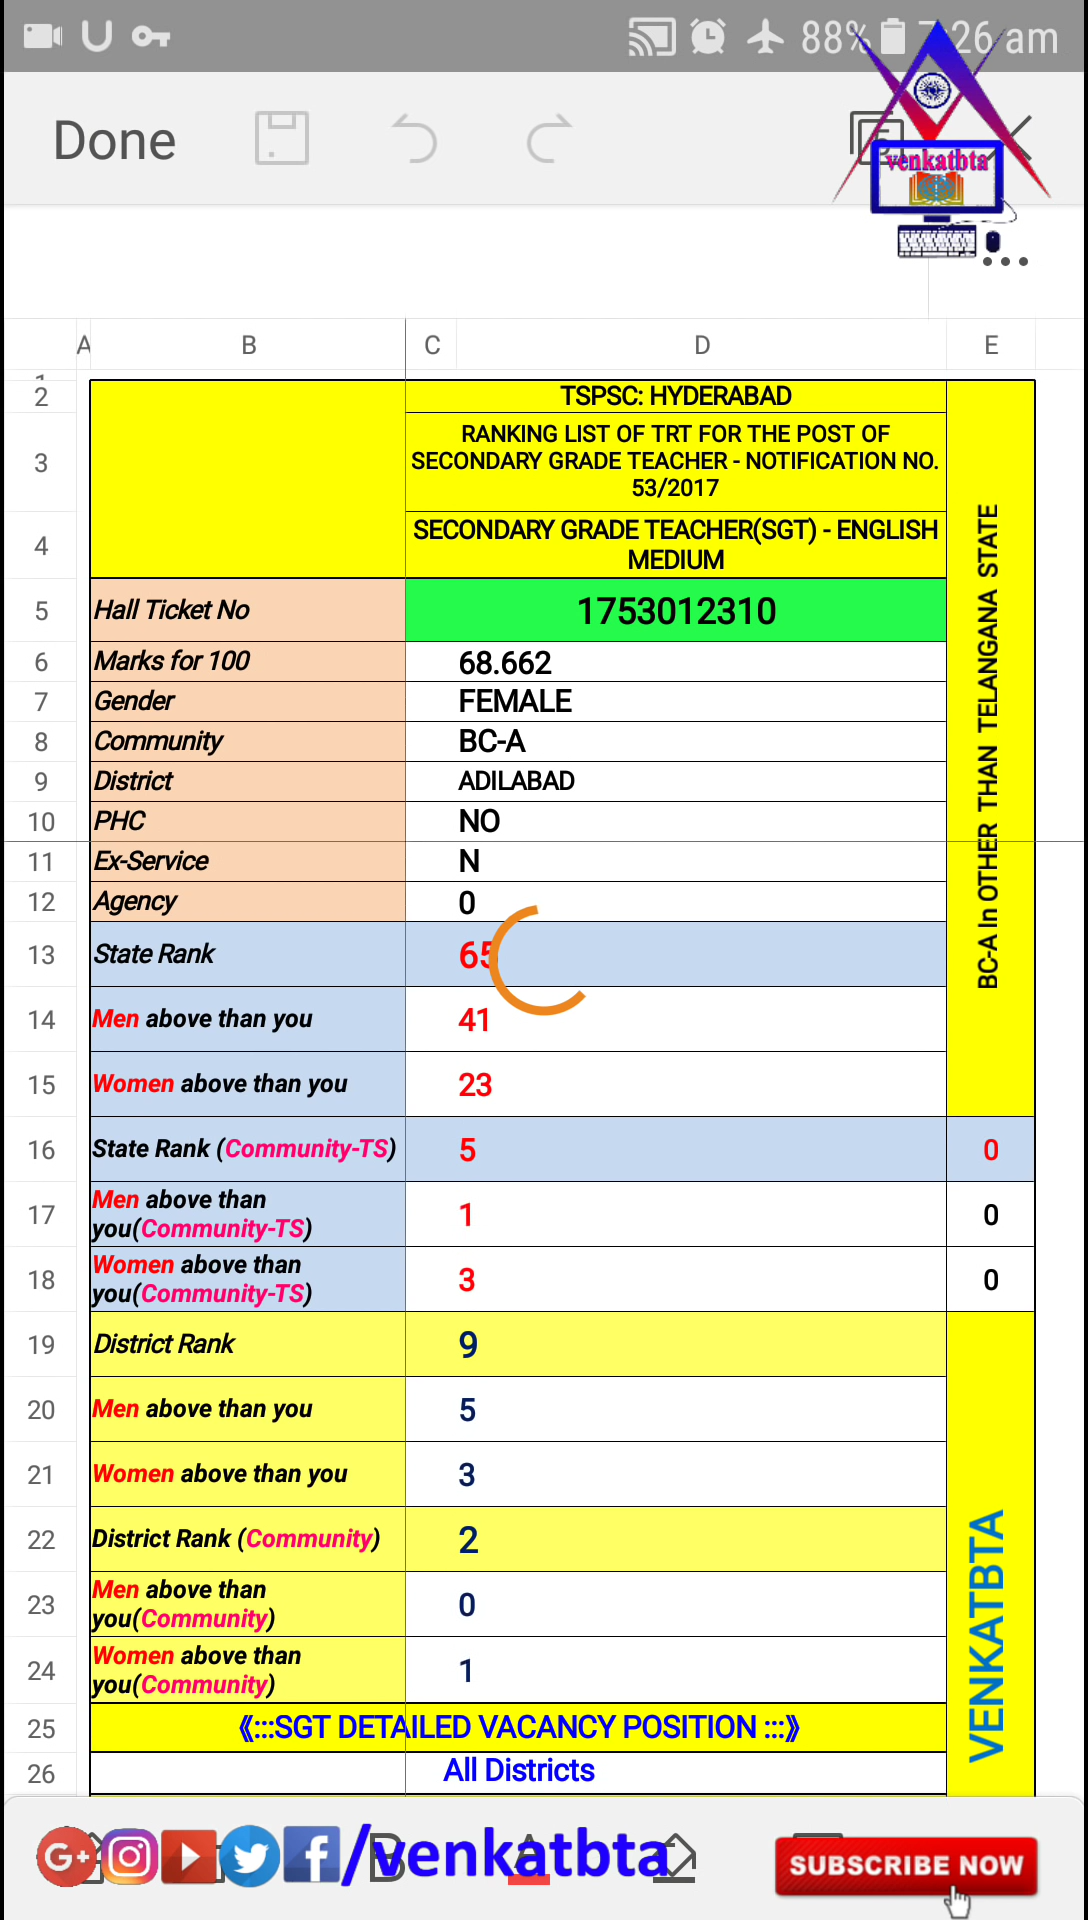 88%
7:26 am
Done
venkatbta
A B C D E
1
2 TSPSC: HYDERABAD
3 RANKING LIST OF TRT FOR THE POST OF
SECONDARY GRADE TEACHER - NOTIFICATION NO.
53/2017
4 SECONDARY GRADE TEACHER(SGT) - ENGLISH
MEDIUM
BC-A In OTHER THAN TELANGANA STATE
5 Hall Ticket No 1753012310
6 Marks for 100 68.662
7 Gender FEMALE
8 Community BC-A
9 District ADILABAD
10 PHC NO
11 Ex-Service N
12 Agency 0
13 State Rank 65
14 Men above than you 41
15 Women above than you 23
16 State Rank (Community-TS) 5 0
17 Men above than
you(Community-TS) 1 0
18 Women above than
you(Community-TS) 3 0
19 District Rank 9
20 Men above than you 5
21 Women above than you 3
22 District Rank (Community) 2
23 Men above than
you(Community) 0
24 Women above than
you(Community) 1
VENKATBTA
25 《:::SGT DETAILED VACANCY POSITION :::》
26 All Districts
G+ f /venkatbta
B A
SUBSCRIBE NOW